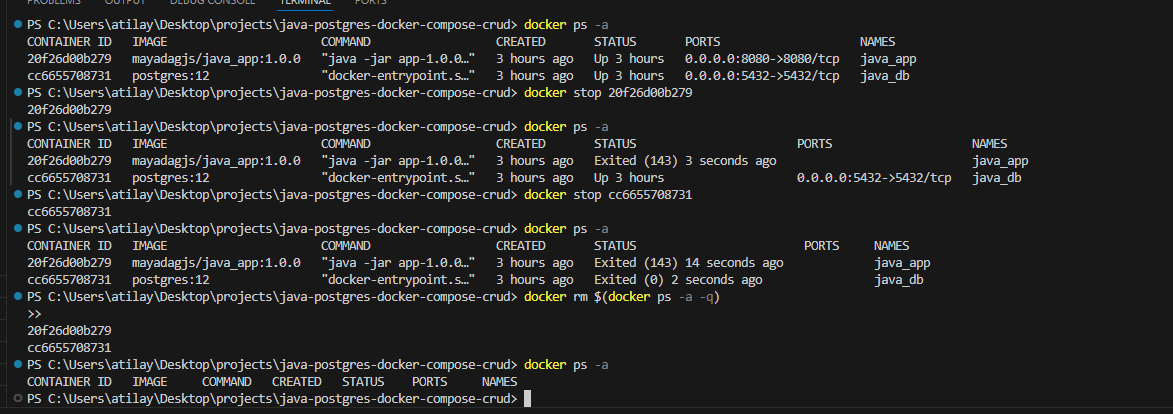 PROBLEMS OUTPUT DEBUG CONSOLE TERMINAL PORTS
PS C:\Users\atilay\Desktop\projects\java-postgres-docker-compose-crud> docker ps -a
CONTAINER ID   IMAGE                     COMMAND                  CREATED       STATUS       PORTS                    NAMES
20f26d00b279   mayadagjs/java_app:1.0.0   "java -jar app-1.0.0…"   3 hours ago   Up 3 hours   0.0.0.0:8080->8080/tcp   java_app
cc6655708731   postgres:12                "docker-entrypoint.s…"   3 hours ago   Up 3 hours   0.0.0.0:5432->5432/tcp   java_db
PS C:\Users\atilay\Desktop\projects\java-postgres-docker-compose-crud> docker stop 20f26d00b279
20f26d00b279
PS C:\Users\atilay\Desktop\projects\java-postgres-docker-compose-crud> docker ps -a
CONTAINER ID   IMAGE                      COMMAND                  CREATED       STATUS                       PORTS                    NAMES
20f26d00b279   mayadagjs/java_app:1.0.0   "java -jar app-1.0.0…"   3 hours ago   Exited (143) 3 seconds ago                            java_app
cc6655708731   postgres:12                "docker-entrypoint.s…"   3 hours ago   Up 3 hours                   0.0.0.0:5432->5432/tcp   java_db
PS C:\Users\atilay\Desktop\projects\java-postgres-docker-compose-crud> docker stop cc6655708731
cc6655708731
PS C:\Users\atilay\Desktop\projects\java-postgres-docker-compose-crud> docker ps -a
CONTAINER ID   IMAGE                      COMMAND                  CREATED       STATUS                        PORTS     NAMES
20f26d00b279   mayadagjs/java_app:1.0.0   "java -jar app-1.0.0…"   3 hours ago   Exited (143) 14 seconds ago             java_app
cc6655708731   postgres:12                "docker-entrypoint.s…"   3 hours ago   Exited (0) 2 seconds ago                java_db
PS C:\Users\atilay\Desktop\projects\java-postgres-docker-compose-crud> docker rm $(docker ps -a -q)
>>
20f26d00b279
cc6655708731
PS C:\Users\atilay\Desktop\projects\java-postgres-docker-compose-crud> docker ps -a
CONTAINER ID   IMAGE     COMMAND   CREATED   STATUS    PORTS     NAMES
PS C:\Users\atilay\Desktop\projects\java-postgres-docker-compose-crud>